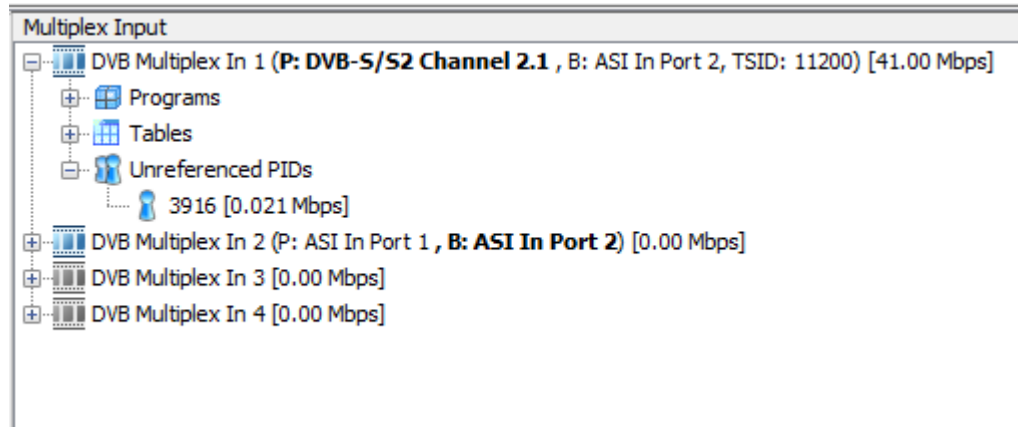 Multiplex Input
DVB Multiplex In 1 (P: DVB-S/S2 Channel 2.1 , B: ASI In Port 2, TSID: 11200) [41.00 Mbps]
Programs
Tables
Unreferenced PIDs
3916 [0.021 Mbps]
DVB Multiplex In 2 (P: ASI In Port 1 , B: ASI In Port 2) [0.00 Mbps]
DVB Multiplex In 3 [0.00 Mbps]
DVB Multiplex In 4 [0.00 Mbps]